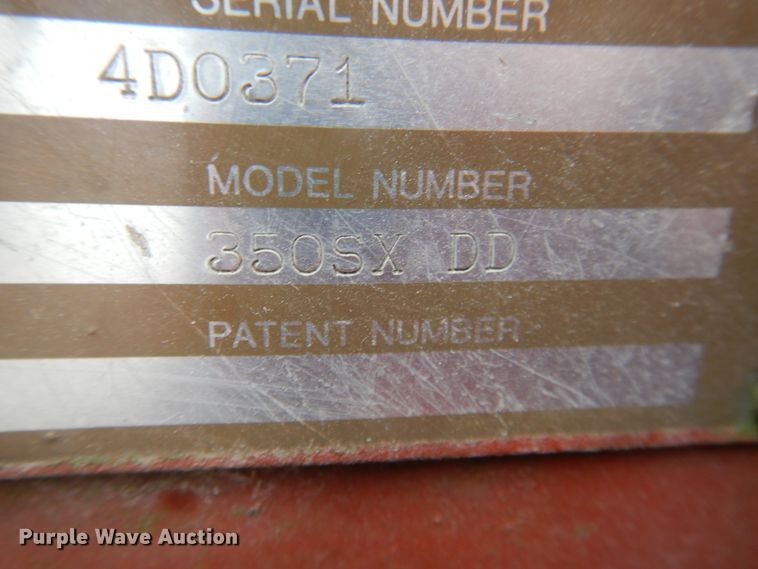 SERIAL NUMBER
4D0371
MODEL NUMBER
350SX DD
PATENT NUMBER
Purple Wave Auction